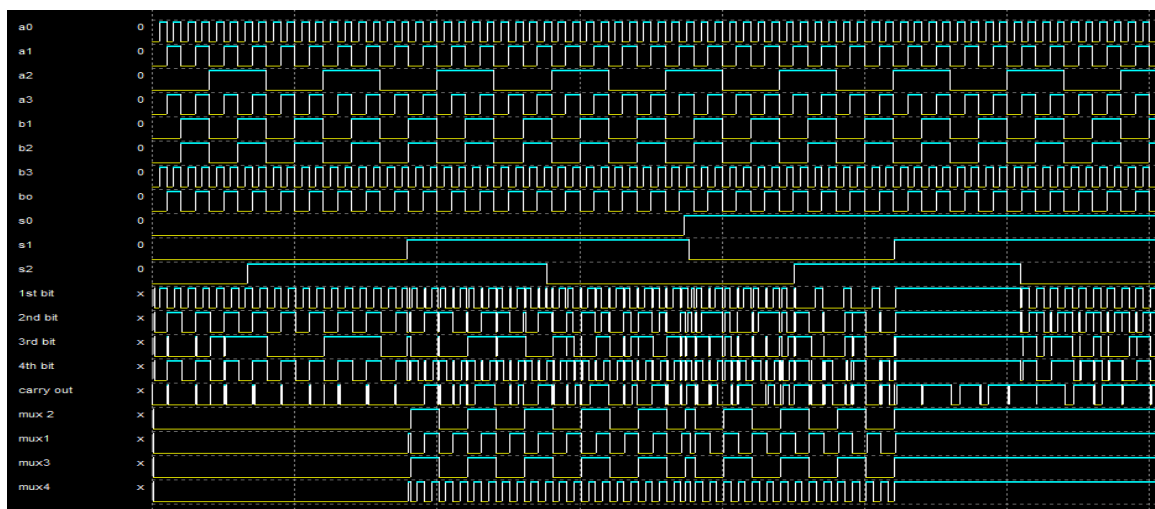 a0 0
a1 0
a2 0
a3 0
b1 0
b2 0
b3 0
bo 0
s0 0
s1 0
s2 0
1st bit x
2nd bit x
3rd bit x
4th bit x
carry out x
mux 2 x
mux1 x
mux3 x
mux4 x